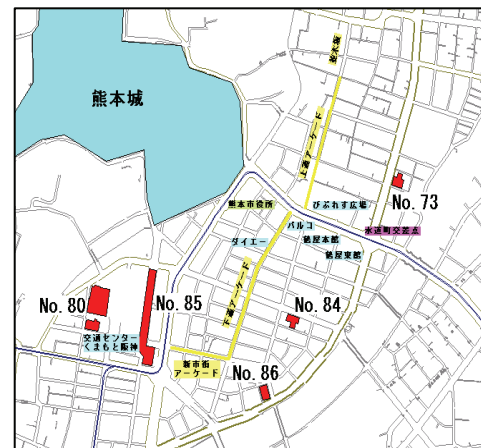 並木坂
熊本城
上通アーケード
No. 73
熊本市役所
びぷれす広場
パルコ
水道町交差点
ダイエー
鶴屋本館
鶴屋東館
下通アーケード
No. 80
No. 85
No. 84
交通センター
くまもと阪神
新市街
アーケード
No. 86